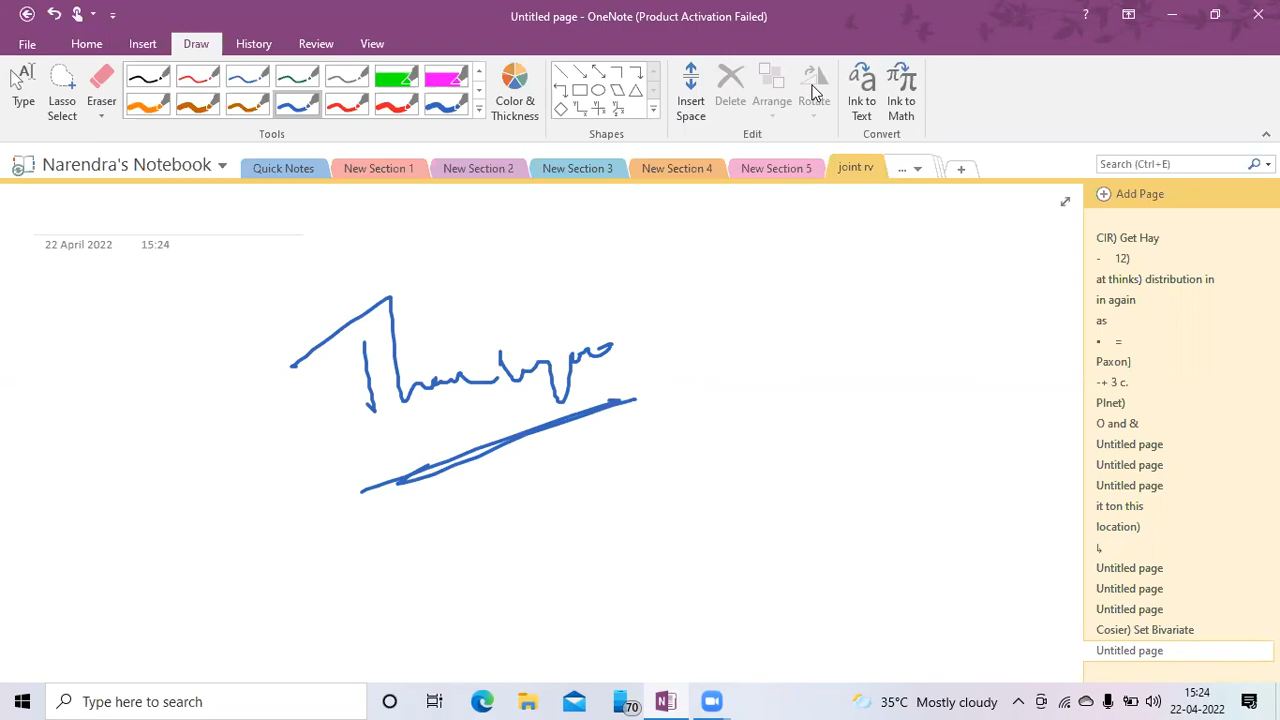 Untitled page - OneNote (Product Activation Failed)
File Home Insert Draw History Review View
Type
Lasso Select
Eraser
Color & Thickness
Insert Space
Delete
Arrange
Rotate
Ink to Text
Ink to Math
Tools
Shapes
Edit
Convert
Narendra's Notebook
Quick Notes
New Section 1
New Section 2
New Section 3
New Section 4
New Section 5
joint rv
...
Search (Ctrl+E)
Add Page
22 April 2022 15:24
CIR) Get Hay
- 12)
at thinks) distribution in
in again
as
• =
Paxon]
-+ 3 c.
PInet)
O and &
Untitled page
Untitled page
Untitled page
it ton this
location)
↳
Untitled page
Untitled page
Untitled page
Cosier) Set Bivariate
Untitled page
Thank you
Type here to search
70
35°C Mostly cloudy
15:24
22-04-2022